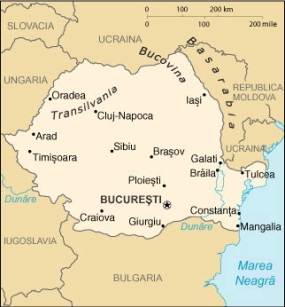 0 100 200 km
0 100 200 mile
SLOVACIA
UCRAINA
Bucovina
Basarabia
UNGARIA
REPUBLICA
MOLDOVA
Oradea
Transilvania
Iași
Cluj-Napoca
Arad
Sibiu
Brașov
UCRAINA
Timișoara
Galati
Tulcea
Brăila
Ploiești
Dunăre
BUCUREȘTI
Constanța
Craiova
Giurgiu
Dunăre
Mangalia
IUGOSLAVIA
Marea
Neagră
BULGARIA